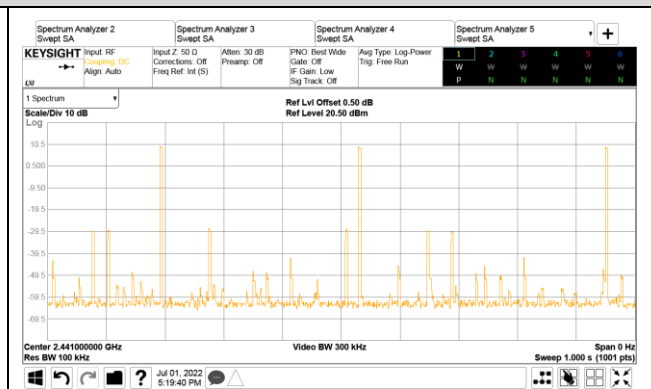 Spectrum Analyzer 2
Swept SA
Spectrum Analyzer 3
Swept SA
Spectrum Analyzer 4
Swept SA
Spectrum Analyzer 5
Swept SA
KEYSIGHT
Input: RF
Coupling: DC
Align: Auto
Input Z: 50 Ω
Corrections: Off
Freq Ref: Int (S)
Atten: 30 dB
Preamp: Off
PNO: Best Wide
Gate: Off
IF Gain: Low
Sig Track: Off
Avg Type: Log-Power
Trig: Free Run
1 2 3 4 5 6
W W W W W W
P N N N N N
LXI
1 Spectrum
Scale/Div 10 dB
Ref Lvl Offset 0.50 dB
Ref Level 20.50 dBm
Log
10.5
0.500
-9.50
-19.5
-29.5
-39.5
-49.5
-59.5
-69.5
Center 2.441000000 GHz
Video BW 300 kHz
Span 0 Hz
Res BW 100 kHz
Sweep 1.000 s (1001 pts)
?
Jul 01, 2022
5:19:40 PM